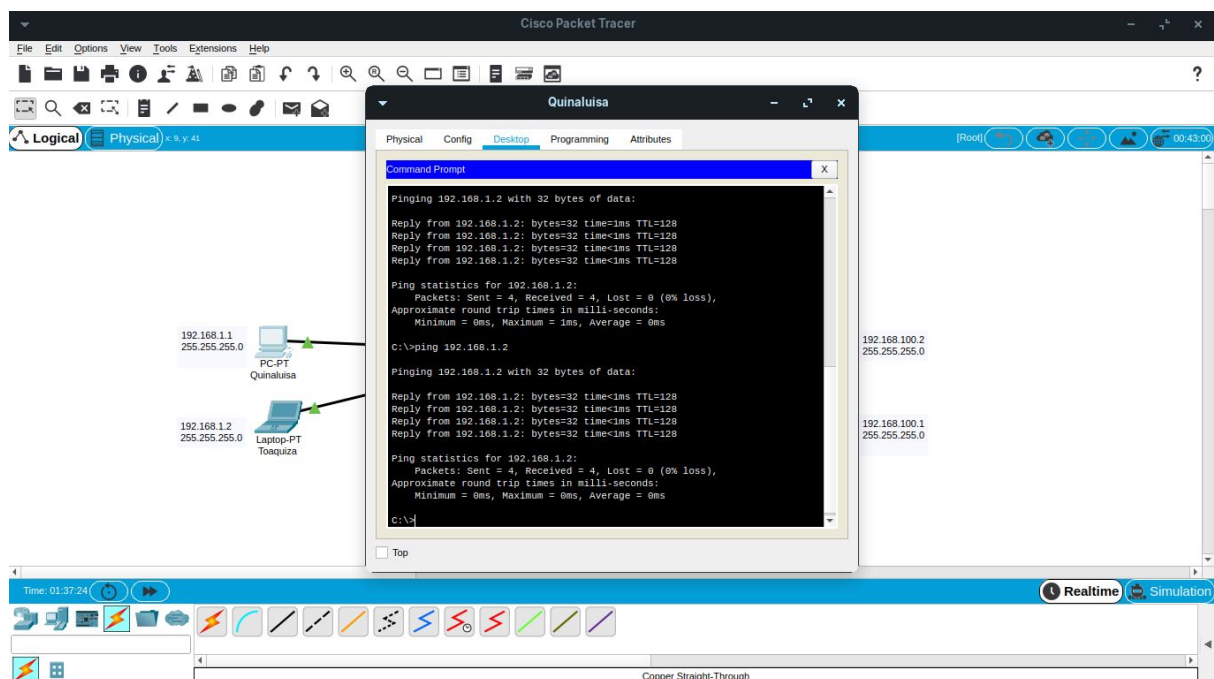 Cisco Packet Tracer
File Edit Options View Tools Extensions Help
?
Logical Physical x: 9, y: 41 [Root] 00:43:00
Quinaluisa
Physical Config Desktop Programming Attributes
Command Prompt X
Pinging 192.168.1.2 with 32 bytes of data:
Reply from 192.168.1.2: bytes=32 time=1ms TTL=128
Reply from 192.168.1.2: bytes=32 time<1ms TTL=128
Reply from 192.168.1.2: bytes=32 time<1ms TTL=128
Reply from 192.168.1.2: bytes=32 time<1ms TTL=128
Ping statistics for 192.168.1.2:
Packets: Sent = 4, Received = 4, Lost = 0 (0% loss),
Approximate round trip times in milli-seconds:
Minimum = 0ms, Maximum = 1ms, Average = 0ms
C:\>ping 192.168.1.2
Pinging 192.168.1.2 with 32 bytes of data:
Reply from 192.168.1.2: bytes=32 time<1ms TTL=128
Reply from 192.168.1.2: bytes=32 time<1ms TTL=128
Reply from 192.168.1.2: bytes=32 time<1ms TTL=128
Reply from 192.168.1.2: bytes=32 time<1ms TTL=128
Ping statistics for 192.168.1.2:
Packets: Sent = 4, Received = 4, Lost = 0 (0% loss),
Approximate round trip times in milli-seconds:
Minimum = 0ms, Maximum = 0ms, Average = 0ms
C:\>
Top
192.168.1.1
255.255.255.0
PC-PT
Quinaluisa
192.168.1.2
255.255.255.0
Laptop-PT
Toaquiza
192.168.100.2
255.255.255.0
192.168.100.1
255.255.255.0
Time: 01:37:24 Realtime Simulation
Copper Straight-Through